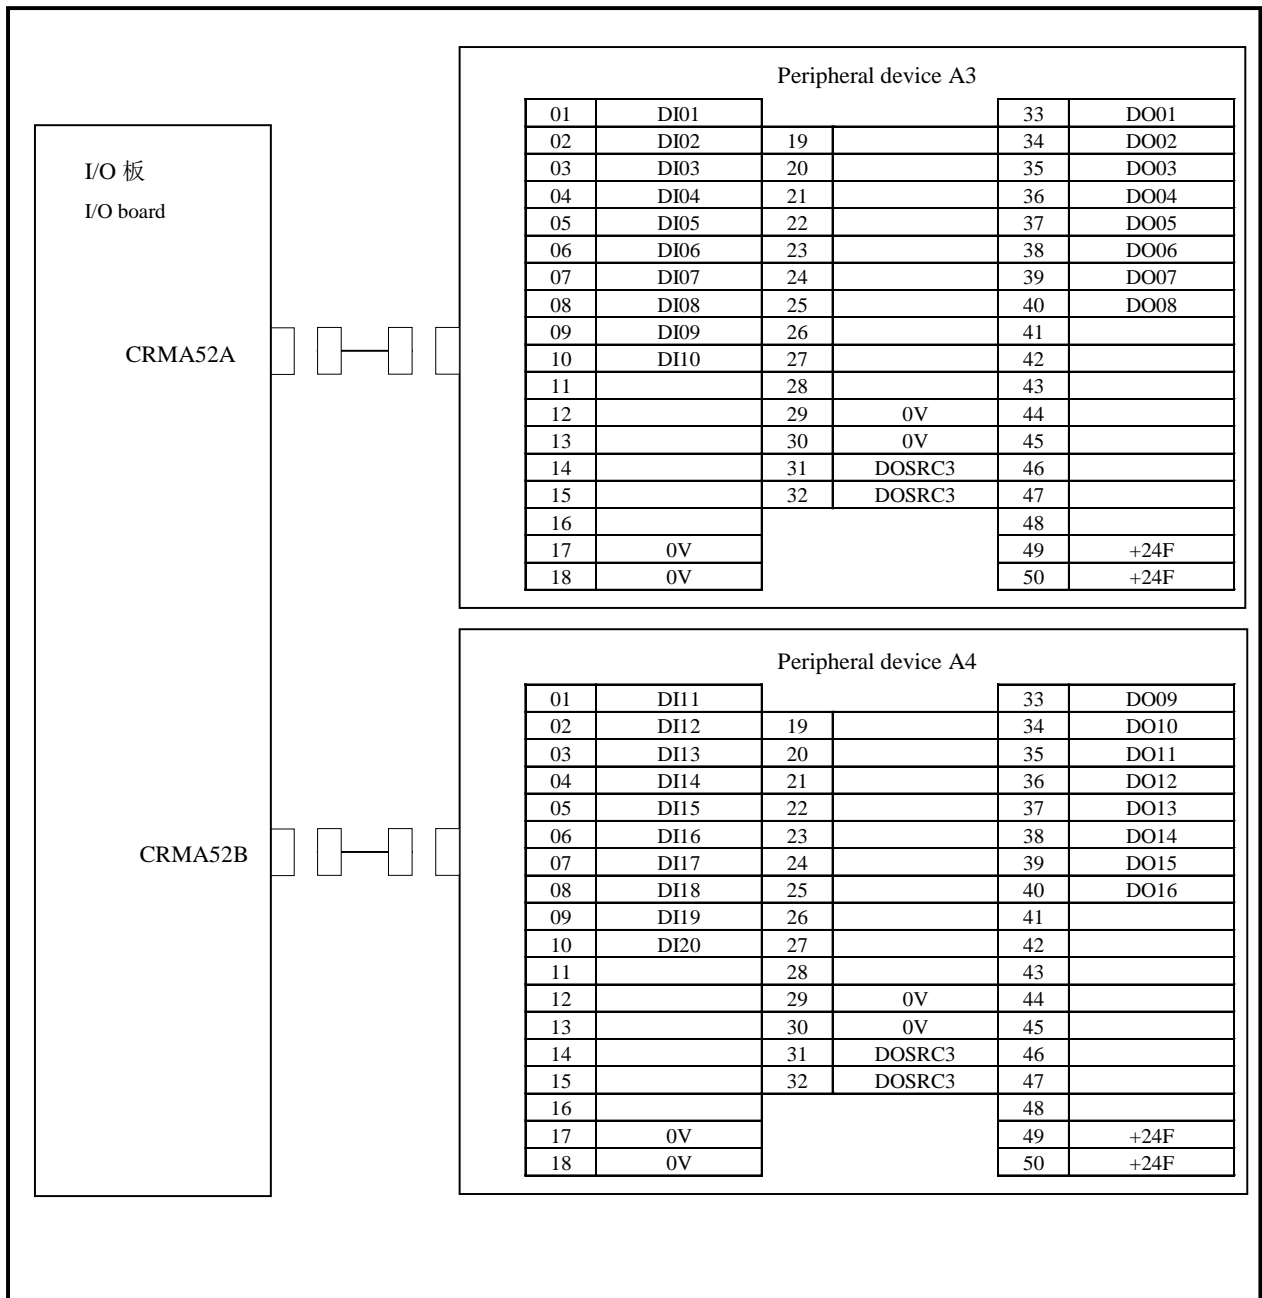 Peripheral device A3
01 DI01 33 DO01
02 DI02 19 34 DO02
03 DI03 20 35 DO03
04 DI04 21 36 DO04
05 DI05 22 37 DO05
06 DI06 23 38 DO06
07 DI07 24 39 DO07
08 DI08 25 40 DO08
09 DI09 26 41
10 DI10 27 42
11 28 43
12 29 0V 44
13 30 0V 45
14 31 DOSRC3 46
15 32 DOSRC3 47
16 48
17 0V 49 +24F
18 0V 50 +24F
I/O 板
I/O board
CRMA52A
Peripheral device A4
01 DI11 33 DO09
02 DI12 19 34 DO10
03 DI13 20 35 DO11
04 DI14 21 36 DO12
05 DI15 22 37 DO13
06 DI16 23 38 DO14
07 DI17 24 39 DO15
08 DI18 25 40 DO16
09 DI19 26 41
10 DI20 27 42
11 28 43
12 29 0V 44
13 30 0V 45
14 31 DOSRC3 46
15 32 DOSRC3 47
16 48
17 0V 49 +24F
18 0V 50 +24F
CRMA52B